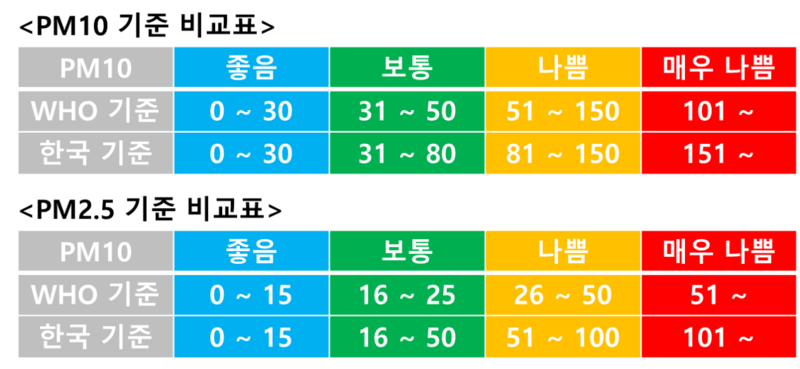 <PM10 기준 비교표>
PM10 좋음 보통 나쁨 매우 나쁨
WHO 기준 0 ~ 30 31 ~ 50 51 ~ 150 101 ~
한국 기준 0 ~ 30 31 ~ 80 81 ~ 150 151 ~
<PM2.5 기준 비교표>
PM10 좋음 보통 나쁨 매우 나쁨
WHO 기준 0 ~ 15 16 ~ 25 26 ~ 50 51 ~
한국 기준 0 ~ 15 16 ~ 50 51 ~ 100 101 ~